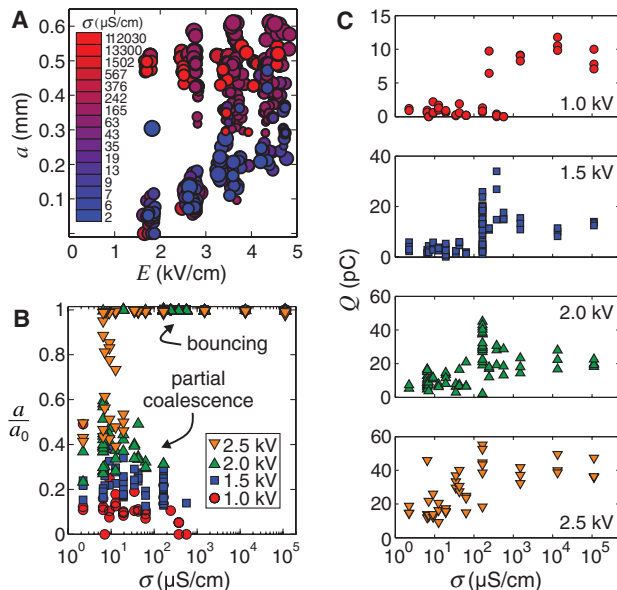 A
σ (μS/cm)
112030
13300
1502
567
376
242
165
63
43
35
19
13
9
7
6
2
a (mm)
0.6
0.5
0.4
0.3
0.2
0.1
0
0 1 2 3 4 5
E (kV/cm)
B
a/a0
1
0.8
0.6
0.4
0.2
0
bouncing
partial
coalescence
2.5 kV
2.0 kV
1.5 kV
1.0 kV
10^0 10^1 10^2 10^3 10^4 10^5
σ (μS/cm)
C
Q (pC)
15
10
5
0
1.0 kV
40
20
0
1.5 kV
60
40
20
0
2.0 kV
60
40
20
0
2.5 kV
10^0 10^1 10^2 10^3 10^4 10^5
σ (μS/cm)